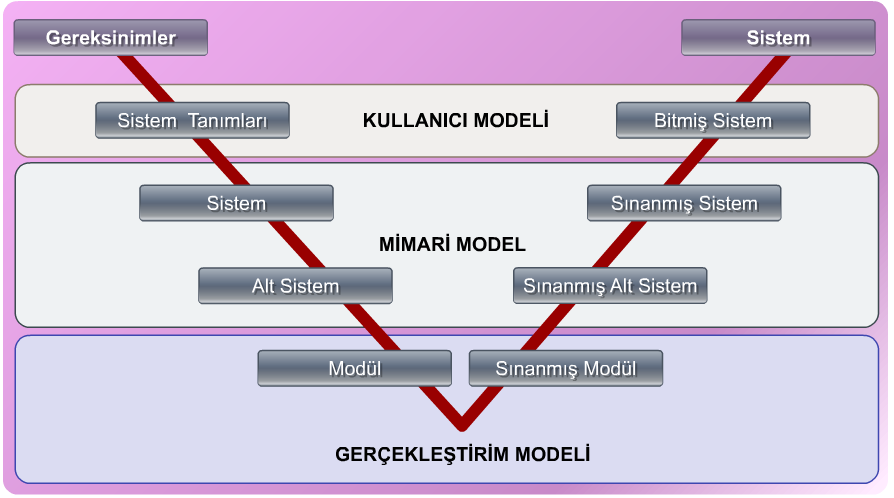 Gereksinimler
Sistem
Sistem Tanımları
KULLANICI MODELİ
Bitmiş Sistem
Sistem
Sınanmış Sistem
MİMARİ MODEL
Alt Sistem
Sınanmış Alt Sistem
Modül
Sınanmış Modül
GERÇEKLEŞTİRİM MODELİ